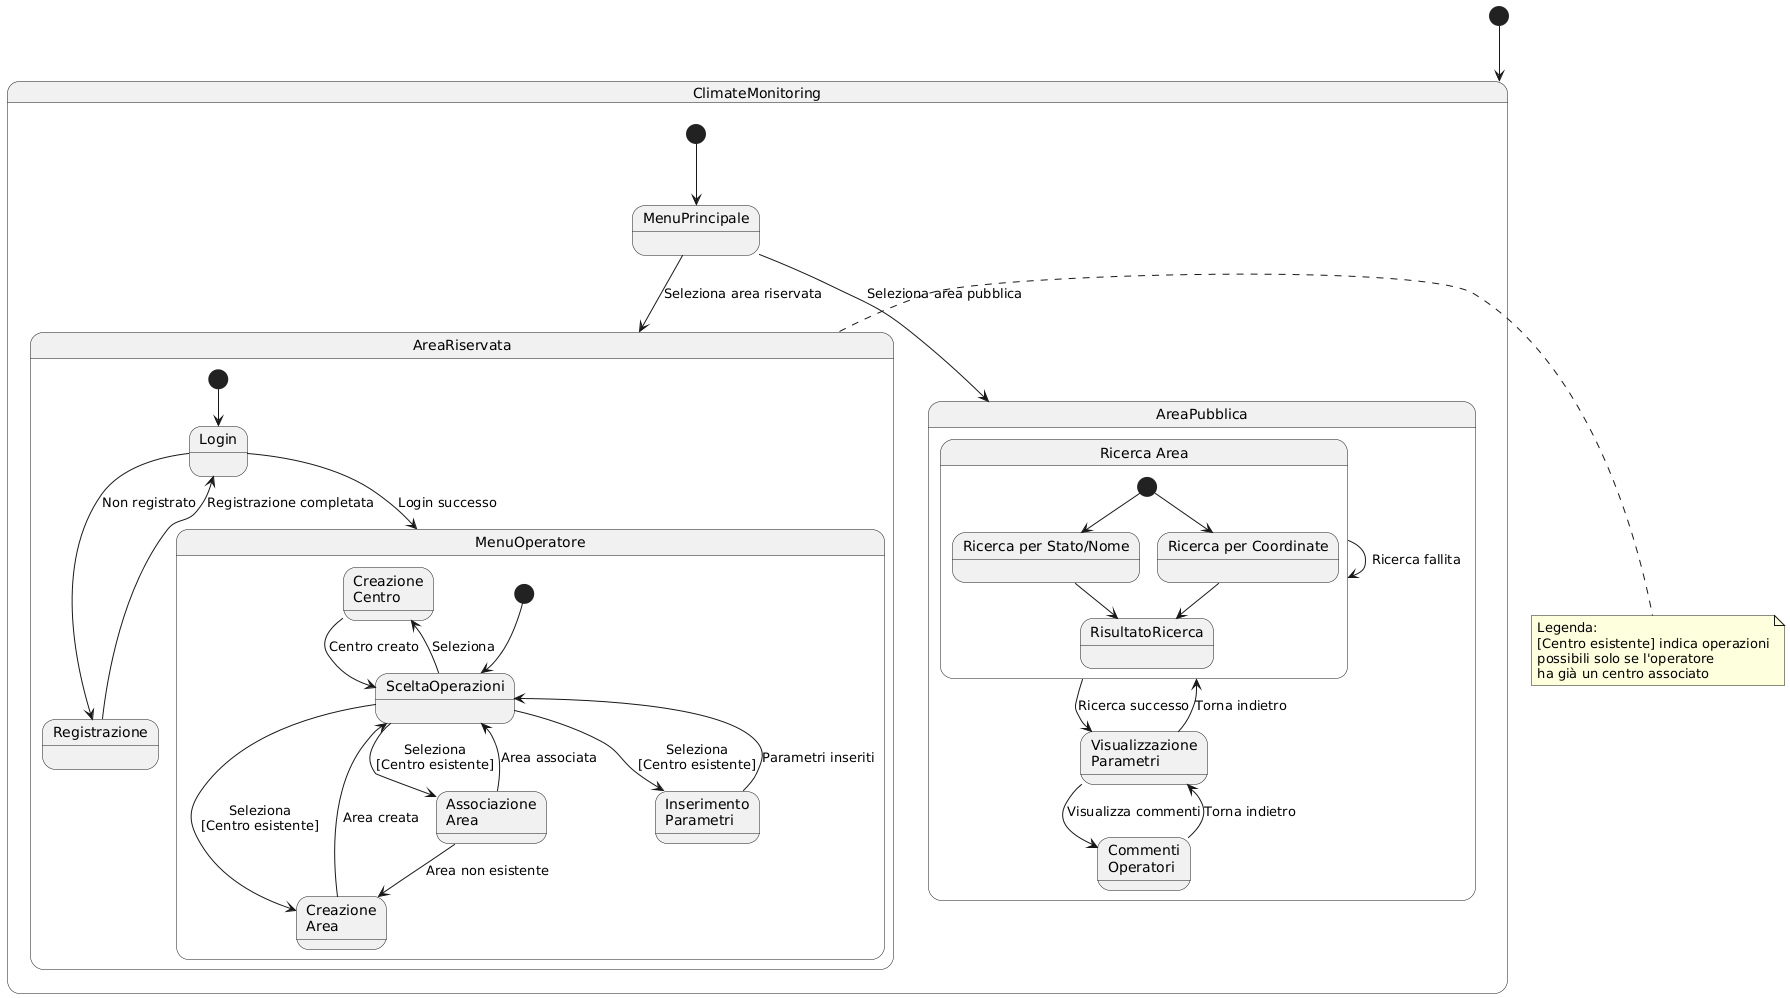 ClimateMonitoring
MenuPrincipale
Seleziona area riservata
Seleziona area pubblica
AreaRiservata
Login
Non registrato
Registrazione completata
Login successo
Registrazione
MenuOperatore
Creazione
Centro
Centro creato
Seleziona
SceltaOperazioni
Seleziona
[Centro esistente]
Area creata
Seleziona
[Centro esistente]
Area associata
Seleziona
[Centro esistente]
Parametri inseriti
Associazione
Area
Inserimento
Parametri
Area non esistente
Creazione
Area
AreaPubblica
Ricerca Area
Ricerca per Stato/Nome
Ricerca per Coordinate
Ricerca fallita
RisultatoRicerca
Ricerca successo
Torna indietro
Visualizzazione
Parametri
Visualizza commenti
Torna indietro
Commenti
Operatori
Legenda:
[Centro esistente] indica operazioni
possibili solo se l'operatore
ha già un centro associato